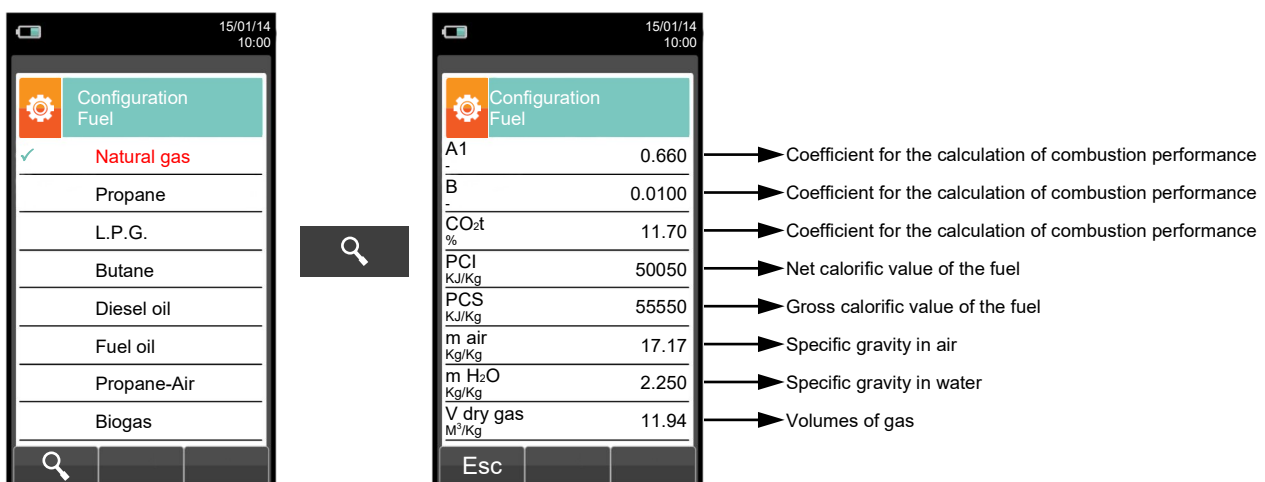 15/01/14
10:00
Configuration
Fuel
✓ Natural gas
Propane
L.P.G.
Butane
Diesel oil
Fuel oil
Propane-Air
Biogas
15/01/14
10:00
Configuration
Fuel
A1 0.660 Coefficient for the calculation of combustion performance
-
B 0.0100 Coefficient for the calculation of combustion performance
-
CO₂t 11.70 Coefficient for the calculation of combustion performance
%
PCI 50050 Net calorific value of the fuel
KJ/Kg
PCS 55550 Gross calorific value of the fuel
KJ/Kg
m air 17.17 Specific gravity in air
Kg/Kg
m H₂O 2.250 Specific gravity in water
Kg/Kg
V dry gas 11.94 Volumes of gas
M³/Kg
Esc